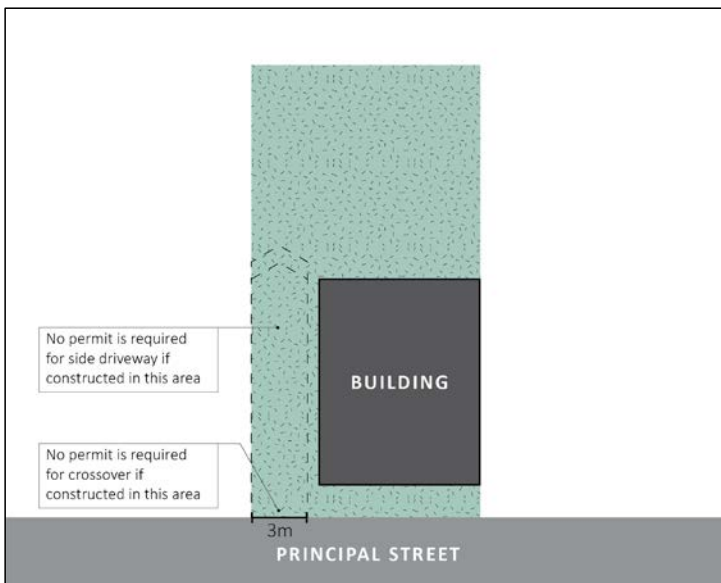 No permit is required
for side driveway if
constructed in this area
BUILDING
No permit is required
for crossover if
constructed in this area
3m
PRINCIPAL STREET